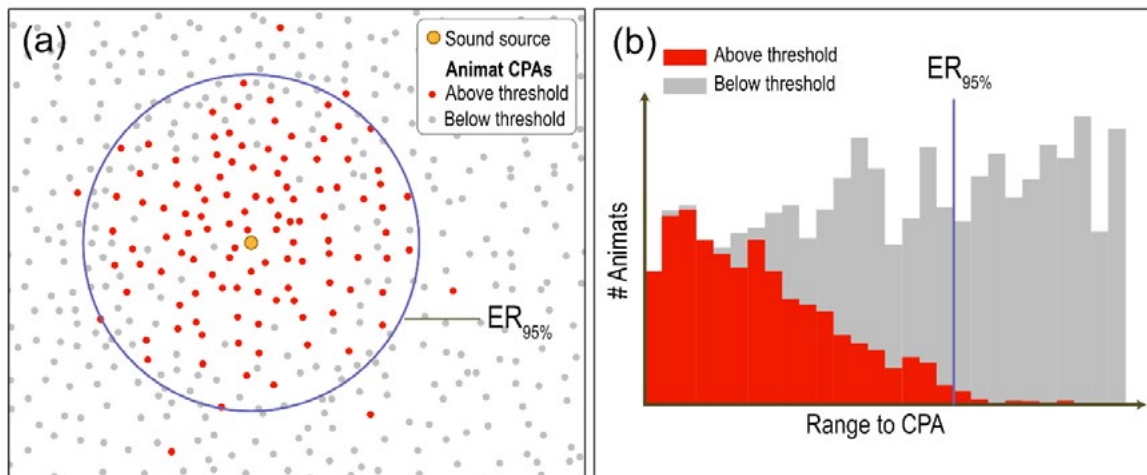 (a)
Sound source
Animat CPAs
Above threshold
Below threshold
ER95%
(b)
Above threshold
Below threshold
ER95%
# Animats
Range to CPA